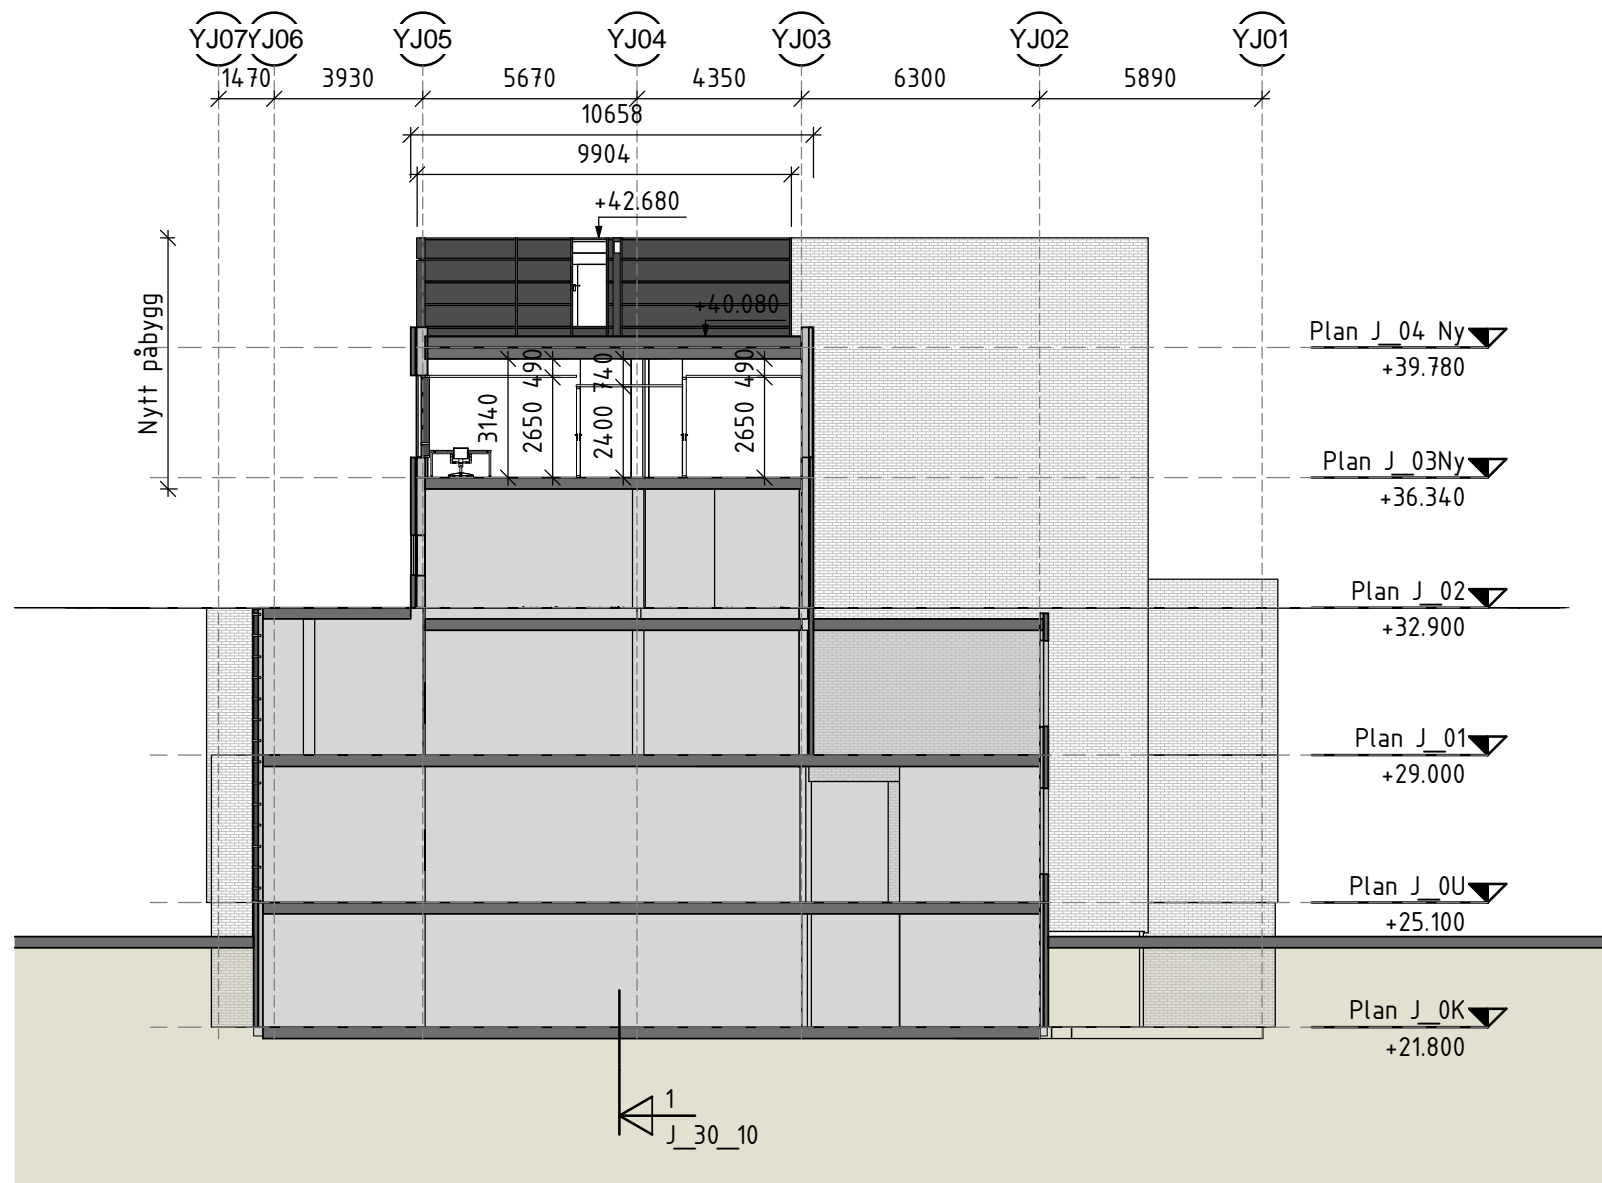 YJ07 YJ06 YJ05 YJ04 YJ03 YJ02 YJ01
1470 3930 5670 4350 6300 5890
10658
9904
+42.680
+40.080
Nytt påbygg
Plan J_04 Ny
+39.780
490 740 490
3140 2650 2400 2650
Plan J_03Ny
+36.340
Plan J_02
+32.900
Plan J_01
+29.000
Plan J_0U
+25.100
Plan J_0K
+21.800
1
J_30_10